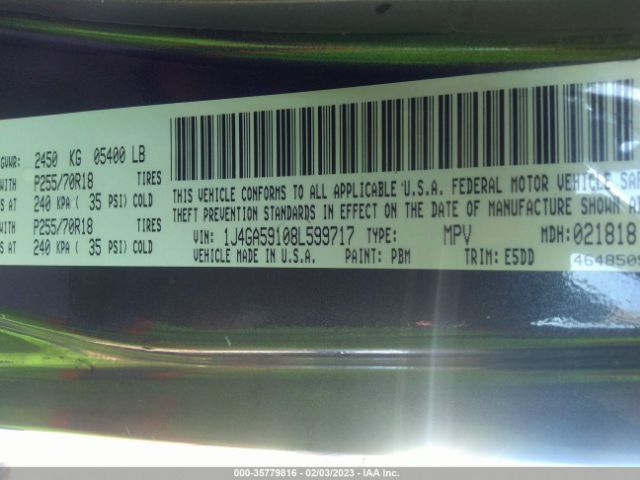 GVWR: 2450 KG 05400 LB
WITH P255/70R18 TIRES
S AT 240 KPA( 35 PSI) COLD
WITH P255/70R18 TIRES
S AT 240 KPA( 35 PSI) COLD
THIS VEHICLE CONFORMS TO ALL APPLICABLE U.S.A. FEDERAL MOTOR VEHICLE SAF
THEFT PREVENTION STANDARDS IN EFFECT ON THE DATE OF MANUFACTURE SHOWN A
VIN: 1J4GA59108L599717 TYPE: MPV MDH:021818
VEHICLE MADE IN U.S.A. PAINT: PBM TRIM: E5DD 4648505
000-35779816 - 02/03/2023 - IAA Inc.